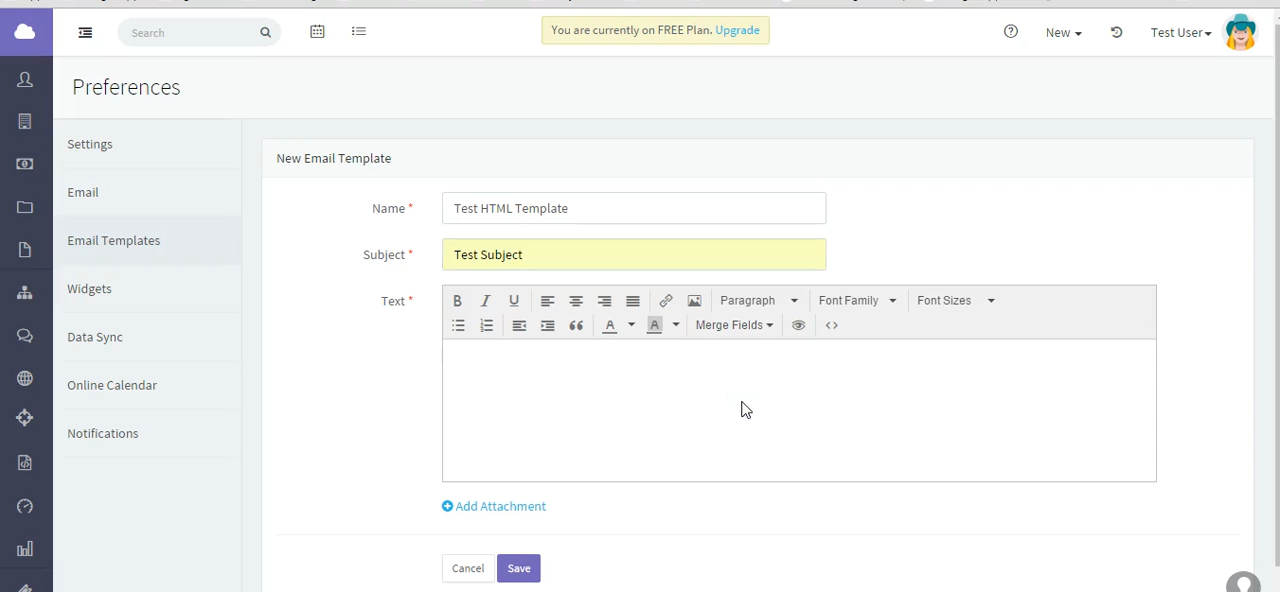 Search
You are currently on FREE Plan. Upgrade
New
Test User
Preferences
Settings
Email
Email Templates
Widgets
Data Sync
Online Calendar
Notifications
New Email Template
Name *
Test HTML Template
Subject *
Test Subject
Text *
B I U Paragraph Font Family Font Sizes
A A Merge Fields
Add Attachment
Cancel Save